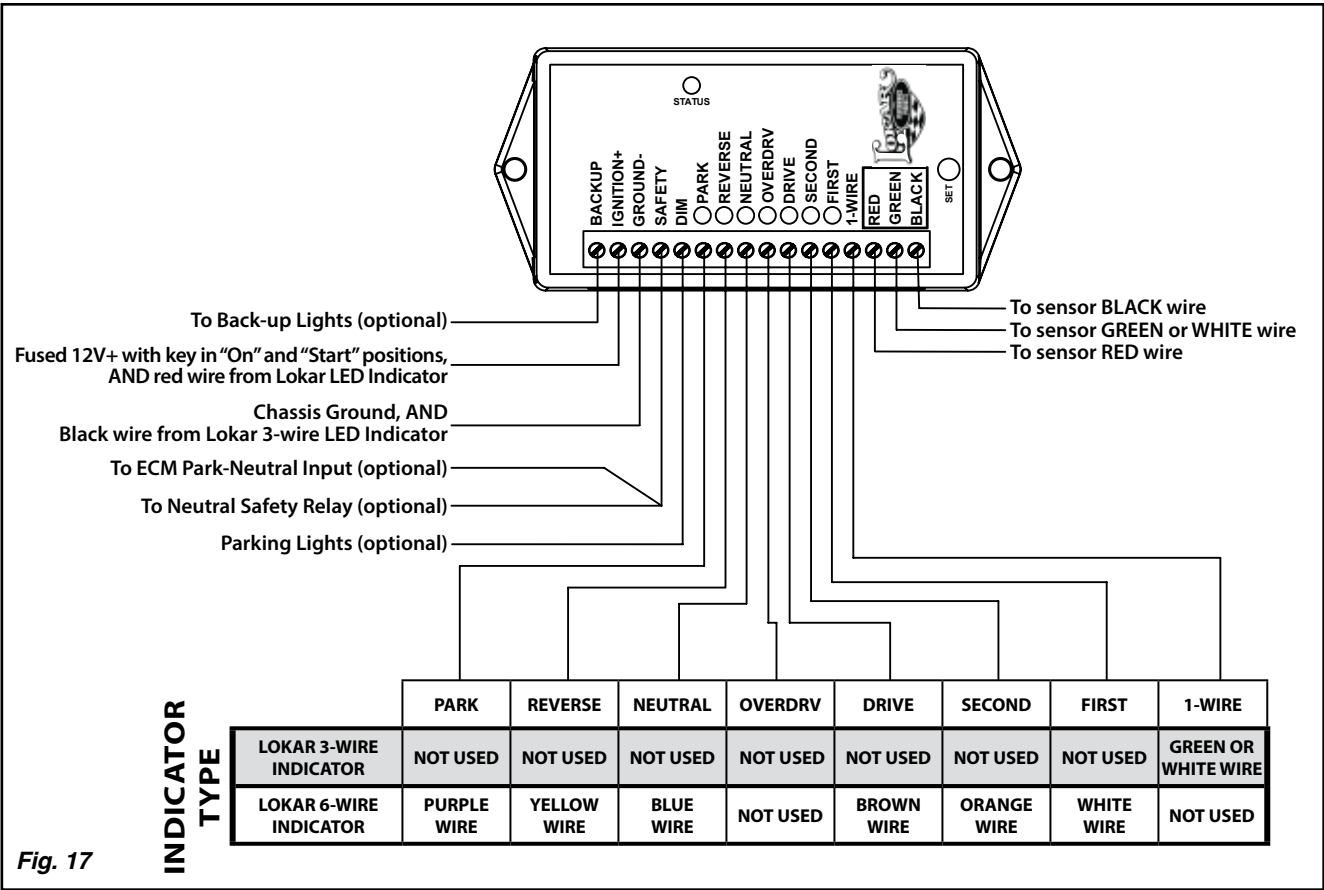 STATUS
LOKAR
BACKUP
IGNITION+
GROUND-
SAFETY
DIM
PARK
REVERSE
NEUTRAL
OVERDRV
DRIVE
SECOND
FIRST
1-WIRE
RED
GREEN
BLACK
SET
To Back-up Lights (optional)
Fused 12V+ with key in “On” and “Start” positions,
AND red wire from Lokar LED Indicator
Chassis Ground, AND
Black wire from Lokar 3-wire LED Indicator
To ECM Park-Neutral Input (optional)
To Neutral Safety Relay (optional)
Parking Lights (optional)
To sensor BLACK wire
To sensor GREEN or WHITE wire
To sensor RED wire
INDICATOR
TYPE
PARK REVERSE NEUTRAL OVERDRV DRIVE SECOND FIRST 1-WIRE
LOKAR 3-WIRE
INDICATOR
NOT USED NOT USED NOT USED NOT USED NOT USED NOT USED NOT USED
GREEN OR
WHITE WIRE
LOKAR 6-WIRE
INDICATOR
PURPLE
WIRE
YELLOW
WIRE
BLUE
WIRE
NOT USED
BROWN
WIRE
ORANGE
WIRE
WHITE
WIRE
NOT USED
Fig. 17